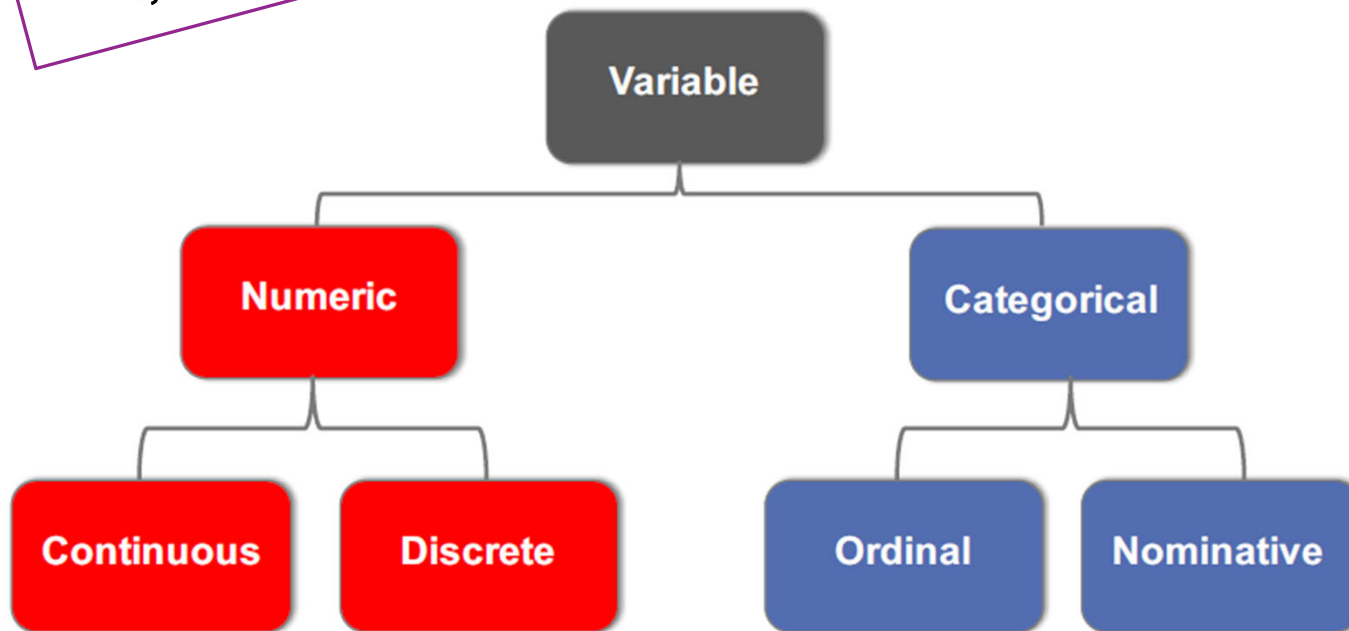 Variable
Numeric
Categorical
Continuous
Discrete
Ordinal
Nominative